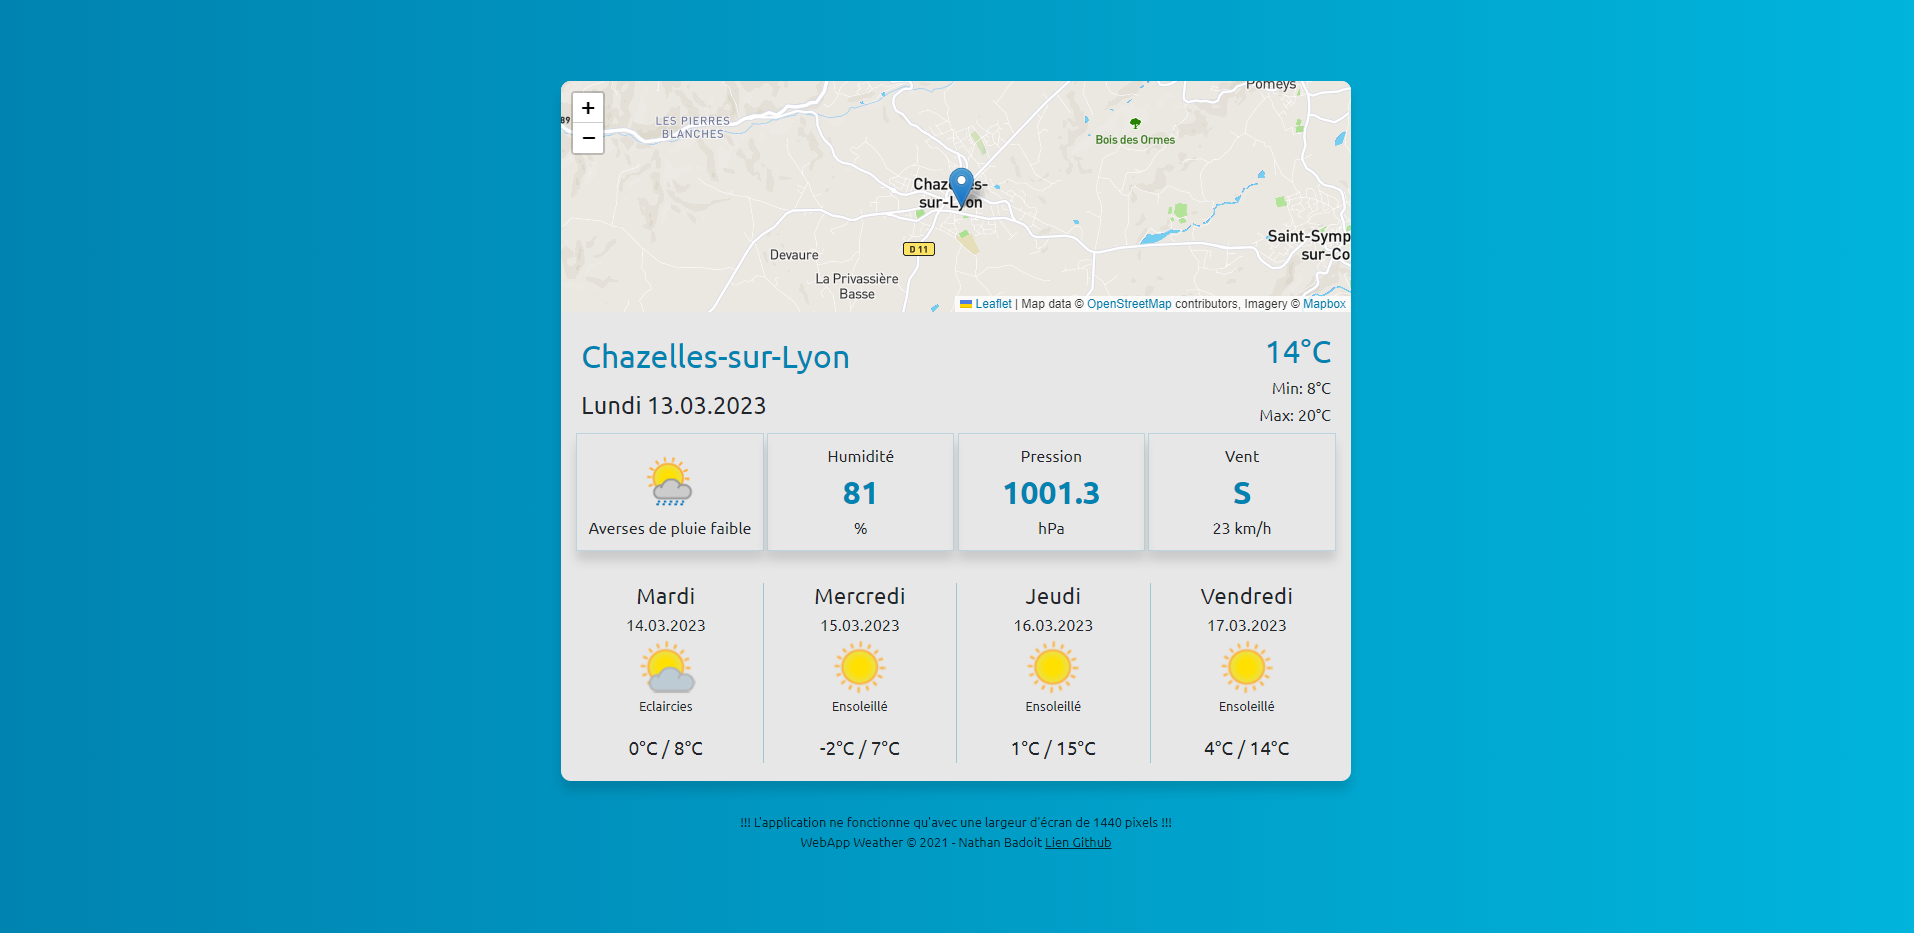 Pomeys
+
−
89
LES PIERRES
BLANCHES
Bois des Ormes
Chazelles-
sur-Lyon
Saint-Symp
sur-Co
D 11
Devaure
La Privassière
Basse
Leaflet | Map data © OpenStreetMap contributors, Imagery © Mapbox
Chazelles-sur-Lyon
14°C
Min: 8°C
Lundi 13.03.2023
Max: 20°C
Averses de pluie faible
Humidité
81
%
Pression
1001.3
hPa
Vent
S
23 km/h
Mardi
14.03.2023
Eclaircies
0°C / 8°C
Mercredi
15.03.2023
Ensoleillé
-2°C / 7°C
Jeudi
16.03.2023
Ensoleillé
1°C / 15°C
Vendredi
17.03.2023
Ensoleillé
4°C / 14°C
!!! L'application ne fonctionne qu'avec une largeur d'écran de 1440 pixels !!!
WebApp Weather © 2021 - Nathan Badoit Lien Github